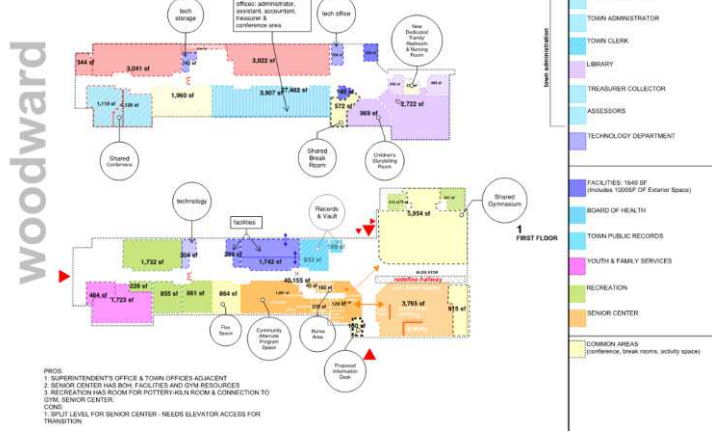 woodward
tech
storage
offices: administrator,
assistant, accountant,
treasurer &
conference area
tech office
New
Dedicated
Family
Restroom
& Nursing
Room
344 sf
3,041 sf
3,022 sf
1,110 sf
1,960 sf
3,907 sf
27,482 sf
572 sf
969 sf
2,722 sf
Shared
Conference
Shared
Break
Room
Children's
Storytelling
Room
technology
facilities
Records
& Vault
Shared
Gymnasium
5,954 sf
1
FIRST FLOOR
1,732 sf
304 sf
1,742 sf
40,155 sf
redefine hallway
484 sf
1,723 sf
228 sf
855 sf
861 sf
864 sf
3,765 sf
915 sf
Flex
Space
Community
Alternate
Program
Space
Nurse
Area
Proposed
Information
Desk
PROS:
1. SUPERINTENDENT'S OFFICE & TOWN OFFICES ADJACENT
2. SENIOR CENTER HAS BOH, FACILITIES AND GYM RESOURCES
3. RECREATION HAS ROOM FOR POTTERY-KILN ROOM & CONNECTION TO
GYM, SENIOR CENTER.
CONS:
1. SPLIT LEVEL FOR SENIOR CENTER - NEEDS ELEVATOR ACCESS FOR
TRANSITION
town administration
TOWN ADMINISTRATOR
TOWN CLERK
LIBRARY
TREASURER COLLECTOR
ASSESSORS
TECHNOLOGY DEPARTMENT
FACILITIES: 1640 SF
(Includes 1000SF OF Exterior Space)
BOARD OF HEALTH
TOWN PUBLIC RECORDS
YOUTH & FAMILY SERVICES
RECREATION
SENIOR CENTER
COMMON AREAS
(conference, break rooms, activity space)